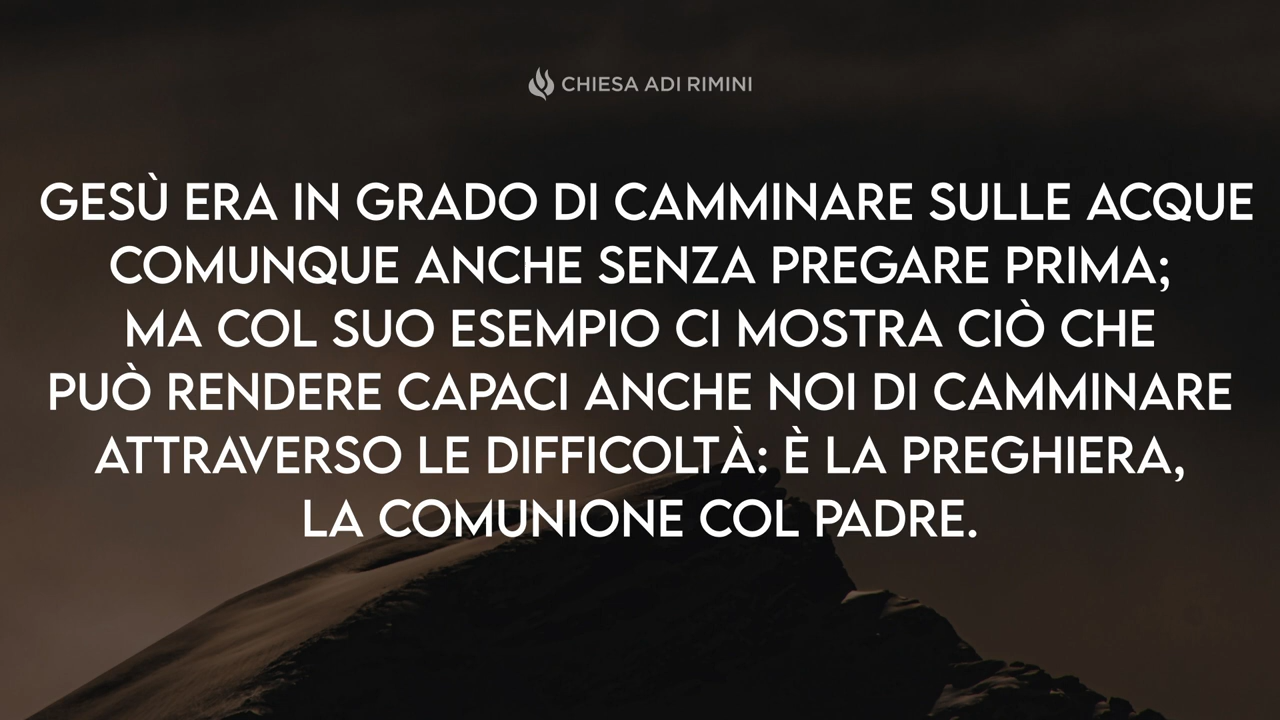 CHIESA ADI RIMINI
GESÙ ERA IN GRADO DI CAMMINARE SULLE ACQUE
COMUNQUE ANCHE SENZA PREGARE PRIMA;
MA COL SUO ESEMPIO CI MOSTRA CIÒ CHE
PUÒ RENDERE CAPACI ANCHE NOI DI CAMMINARE
ATTRAVERSO LE DIFFICOLTÀ: È LA PREGHIERA,
LA COMUNIONE COL PADRE.